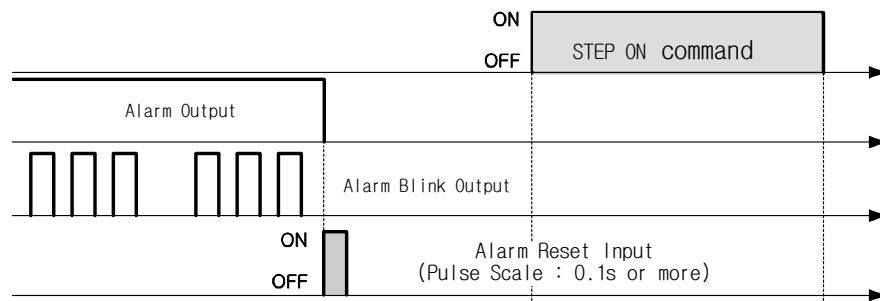 ON
OFF
STEP ON command
Alarm Output
Alarm Blink Output
ON
OFF
Alarm Reset Input
(Pulse Scale : 0.1s or more)